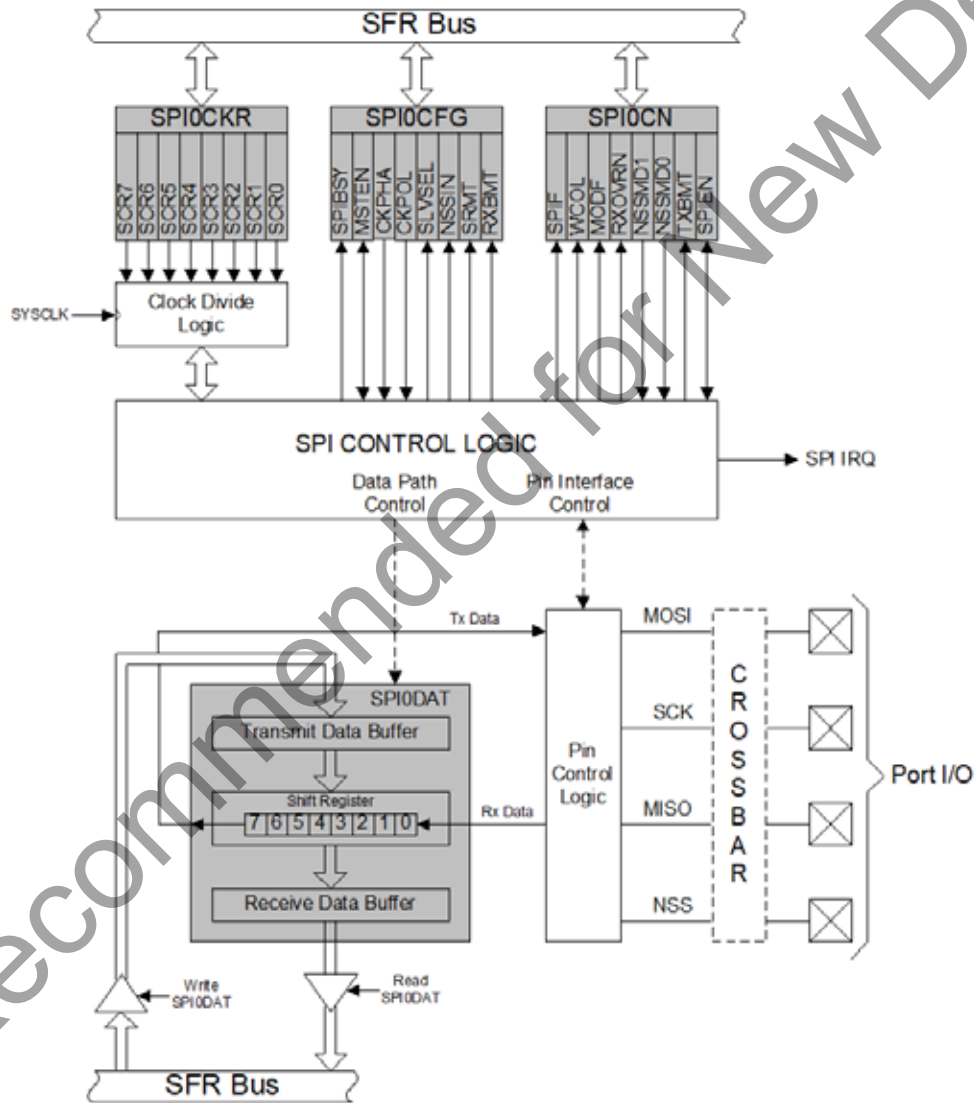 SFR Bus
SPI0CKR
SCR7
SCR6
SCR5
SCR4
SCR3
SCR2
SCR1
SCR0
SPI0CFG
SPIBSY
MSTEN
CKPHA
CKPOL
SLVSEL
NSSIN
SRMT
RXBMT
SPI0CN
SPIF
WCOL
MODF
RXOVRN
NSSMD1
NSSMD0
TXBMT
SPIEN
SYSCLK
Clock Divide
Logic
SPI CONTROL LOGIC
Data Path
Control
Pin Interface
Control
SPI IRQ
Tx Data
SPI0DAT
Transmit Data Buffer
Shift Register
7 6 5 4 3 2 1 0
Rx Data
Receive Data Buffer
Pin
Control
Logic
MOSI
SCK
MISO
NSS
CROSSBAR
Port I/O
Write
SPI0DAT
Read
SPI0DAT
SFR Bus
Recommended for New De